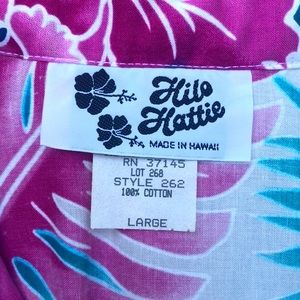 Hilo
Hattie
MADE IN HAWAII
RN 37145
LOT 268
STYLE 262
100% COTTON
LARGE